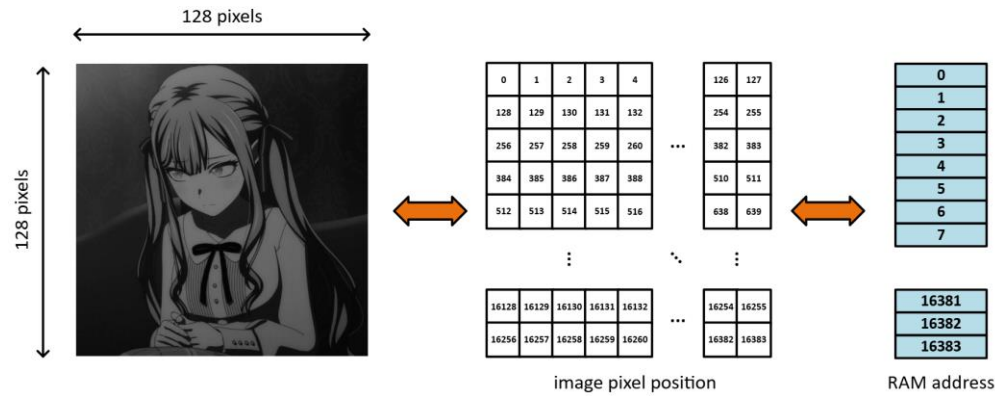 128 pixels
128 pixels
0 1 2 3 4 126 127
128 129 130 131 132 254 255
256 257 258 259 260 ... 382 383
384 385 386 387 388 510 511
512 513 514 515 516 638 639
16128 16129 16130 16131 16132 ... 16254 16255
16256 16257 16258 16259 16260 16382 16383
image pixel position
0
1
2
3
4
5
6
7
16381
16382
16383
RAM address